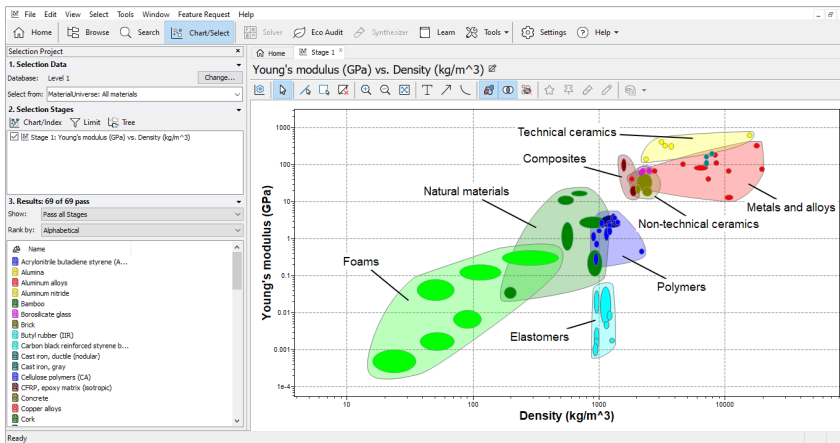 File Edit View Select Tools Window Feature Request Help
Home Browse Search Chart/Select Solver Eco Audit Synthesizer Learn Tools Settings Help
Selection Project
1. Selection Data
Database: Level 1 Change...
Select from: MaterialUniverse: All materials
2. Selection Stages
Chart/Index Limit Tree
Stage 1: Young's modulus (GPa) vs. Density (kg/m^3)
3. Results: 69 of 69 pass
Show: Pass all Stages
Rank by: Alphabetical
Name
Acrylonitrile butadiene styrene (A...
Alumina
Aluminum alloys
Aluminum nitride
Bamboo
Borosilicate glass
Brick
Butyl rubber (IIR)
Carbon black reinforced styrene b...
Cast iron, ductile (nodular)
Cast iron, gray
Cellulose polymers (CA)
CFRP, epoxy matrix (isotropic)
Concrete
Copper alloys
Cork
Home Stage 1
Young's modulus (GPa) vs. Density (kg/m^3)
Young's modulus (GPa)
1000
100
10
1
0.1
0.01
0.001
1e-4
Technical ceramics
Composites
Natural materials
Metals and alloys
Non-technical ceramics
Foams
Polymers
Elastomers
10 100 1000 10000
Density (kg/m^3)
Ready